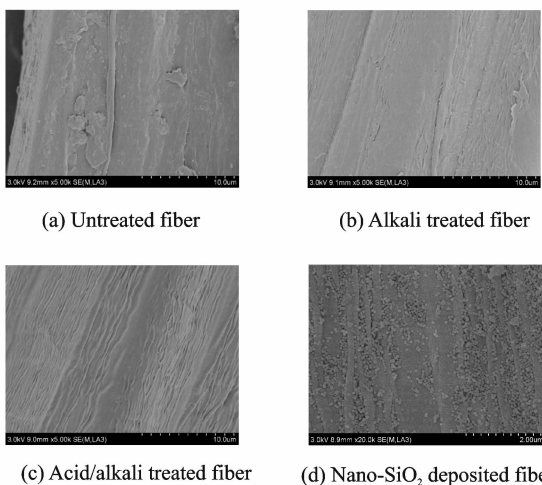 3.0kV 9.2mm x5.00k SE(M,LA3) 10.0um
3.0kV 9.1mm x5.00k SE(M,LA3) 10.0um
(a) Untreated fiber
(b) Alkali treated fiber
3.0kV 9.0mm x5.00k SE(M,LA3) 10.0um
3.0kV 8.9mm x20.0k SE(M,LA3) 2.00um
(c) Acid/alkali treated fiber
(d) Nano-SiO₂ deposited fibe